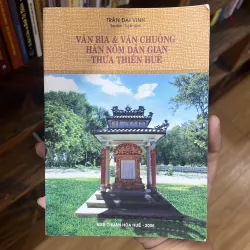 TRẦN ĐẠI VINH
VĂN BIA & VĂN CHUÔNG
HÁN NÔM DÂN GIAN
THỪA THIÊN HUẾ
NXB THUẬN HÓA HUẾ - 2006